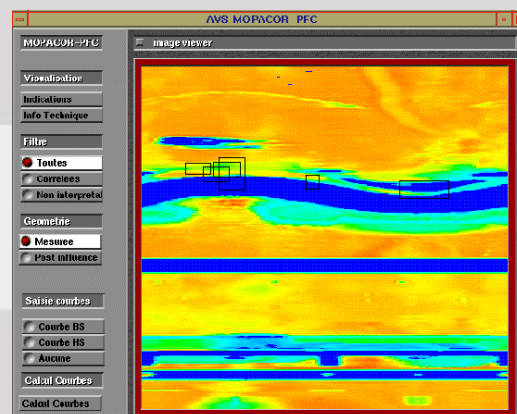 AVS MOPACOR PFC
MOPACOR-PFC
image viewer
Visualisation
Indications
Info Technique
Filtre
Toutes
Correlees
Non interpretal
Geometrie
Mesuree
Post influence
Saisie courbes
Courbe BS
Courbe HS
Aucune
Calcul Courbes
Calcul Courbes